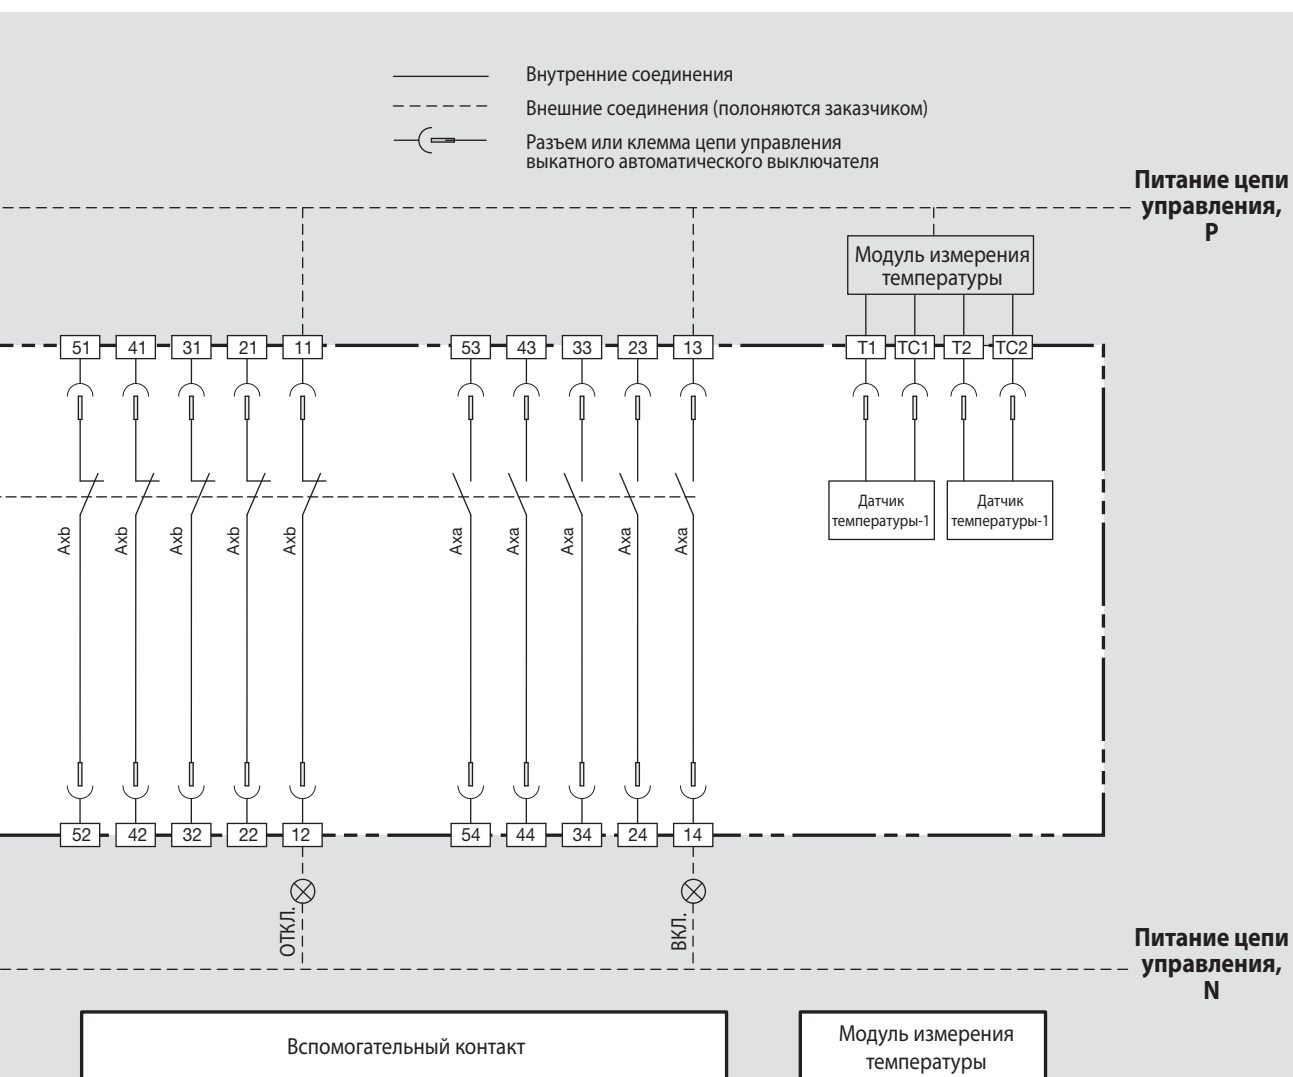 Внутренние соединения
Внешние соединения (полоняются заказчиком)
Разъем или клемма цепи управления
выкатного автоматического выключателя
Питание цепи
управления,
P
Модуль измерения
температуры
51 41 31 21 11 53 43 33 23 13 T1 TC1 T2 TC2
Датчик
температуры-1
Датчик
температуры-1
Axb Axb Axb Axb Axb Axa Axa Axa Axa Axa
52 42 32 22 12 54 44 34 24 14
ОТКЛ.
ВКЛ.
Питание цепи
управления,
N
Вспомогательный контакт
Модуль измерения
температуры